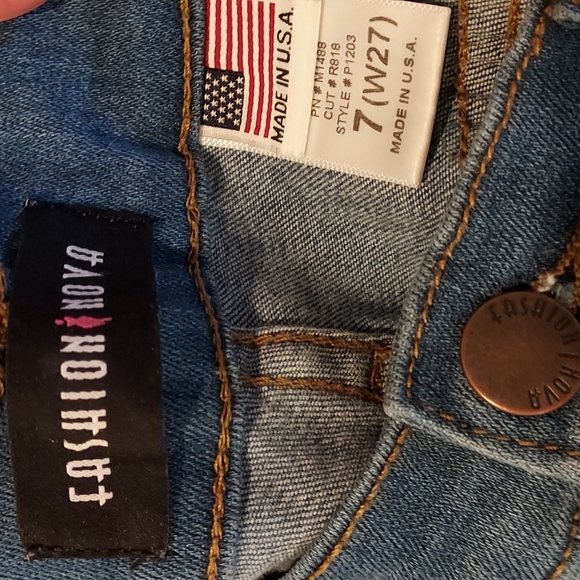 MADE IN U.S.A.
PN # M1488
CUT # R818
STYLE # P1203
7 (W27)
MADE IN U.S.A.
FASHION NOVA
FASHION NOVA